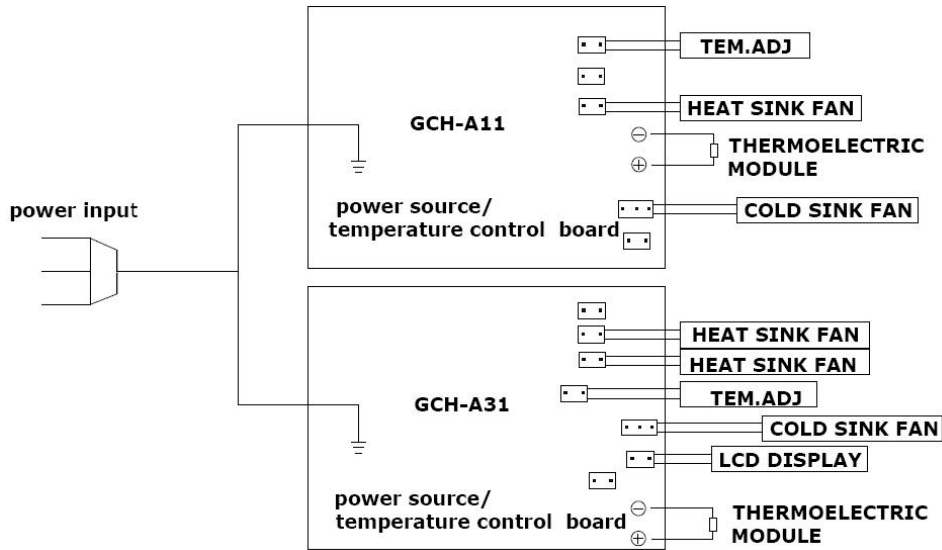 TEM.ADJ
HEAT SINK FAN
GCH-A11
THERMOELECTRIC
MODULE
power source/
temperature control board
COLD SINK FAN
power input
HEAT SINK FAN
HEAT SINK FAN
TEM.ADJ
GCH-A31
COLD SINK FAN
LCD DISPLAY
power source/
temperature control board
THERMOELECTRIC
MODULE